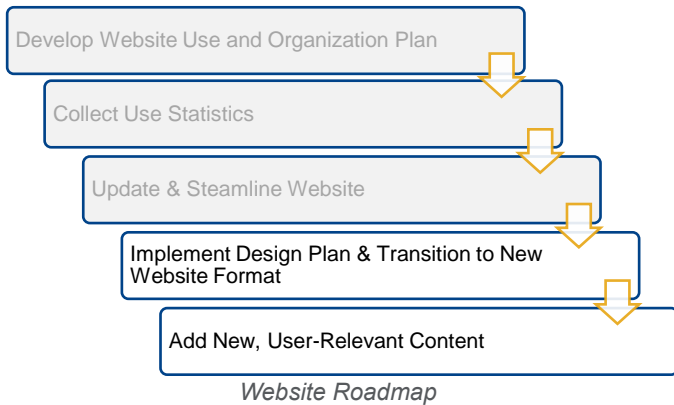 Develop Website Use and Organization Plan
Collect Use Statistics
Update & Steamline Website
Implement Design Plan & Transition to New
Website Format
Add New, User-Relevant Content
Website Roadmap